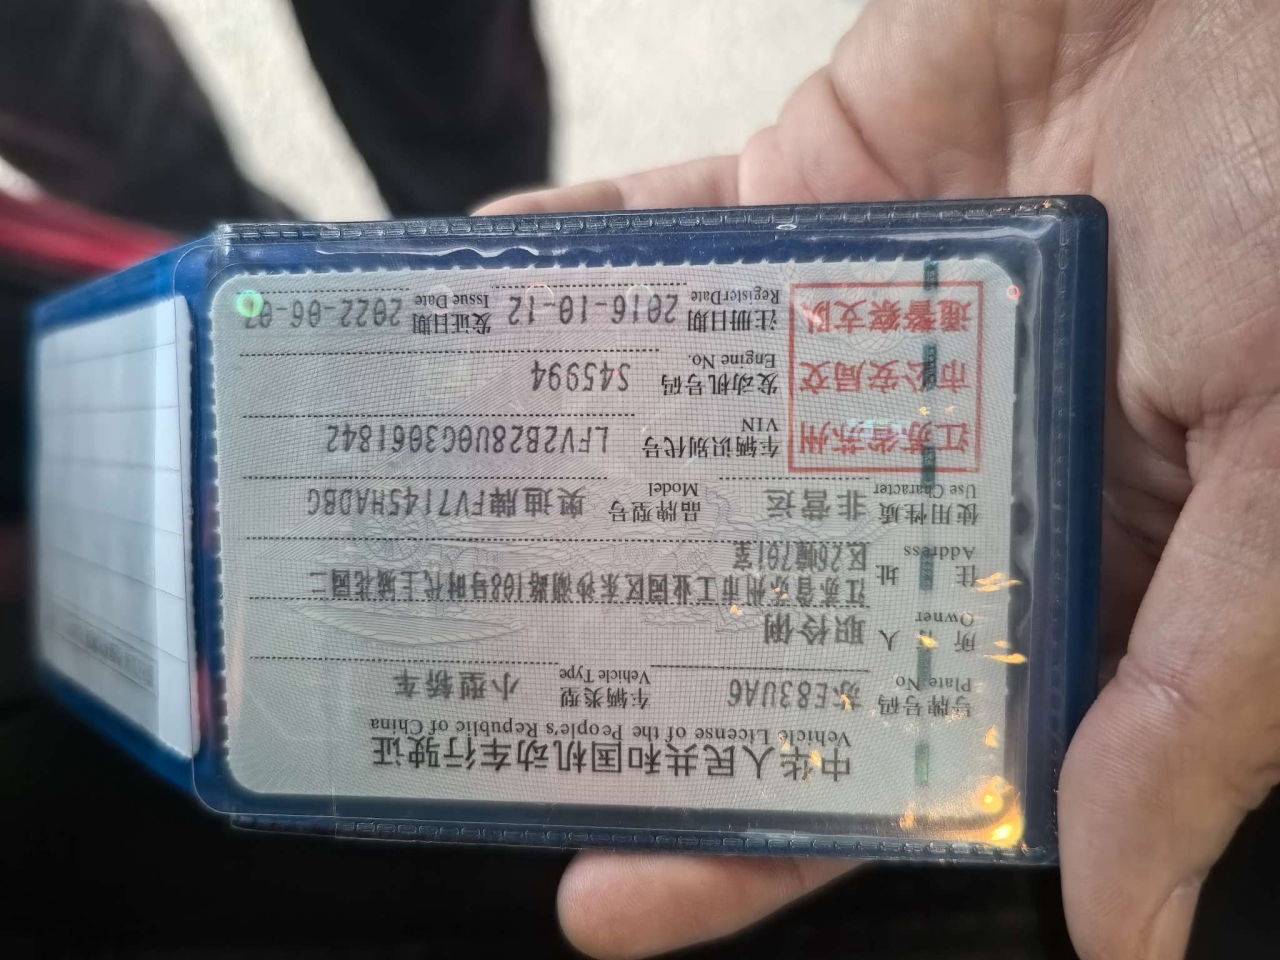 中华人民共和国机动车行驶证
Vehicle License of the People's Republic of China
号牌号码 Plate No. 苏E83UA6 车辆类型 Vehicle Type 小型轿车
所有人 Owner 职伶俐
住址 Address 江苏省苏州市工业园区东沙湖路108号时代上城花园二
区20幢701室
使用性质 Use Character 非营运 品牌型号 Model 奥迪牌FV7145HADBG
江苏省苏州
市公安局交
通警察支队
车辆识别代号 VIN LFV2B28U0G3061842
发动机号码 Engine No. S45994
注册日期 Register Date 2016-10-12 发证日期 Issue Date 2022-06-07